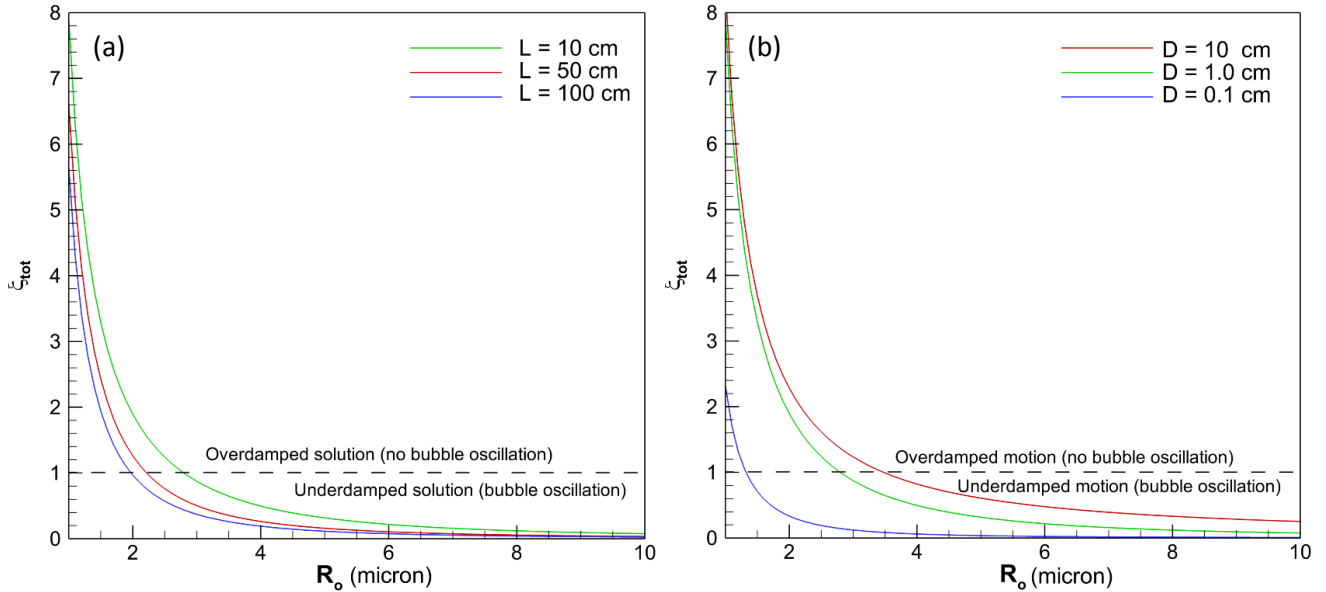 (a)
L = 10 cm
L = 50 cm
L = 100 cm
8
7
6
5
4
3
2
1
0
ξtot
Overdamped solution (no bubble oscillation)
Underdamped solution (bubble oscillation)
2 4 6 8 10
Ro (micron)
(b)
D = 10 cm
D = 1.0 cm
D = 0.1 cm
8
7
6
5
4
3
2
1
0
ξtot
Overdamped motion (no bubble oscillation)
Underdamped motion (bubble oscillation)
2 4 6 8 10
Ro (micron)